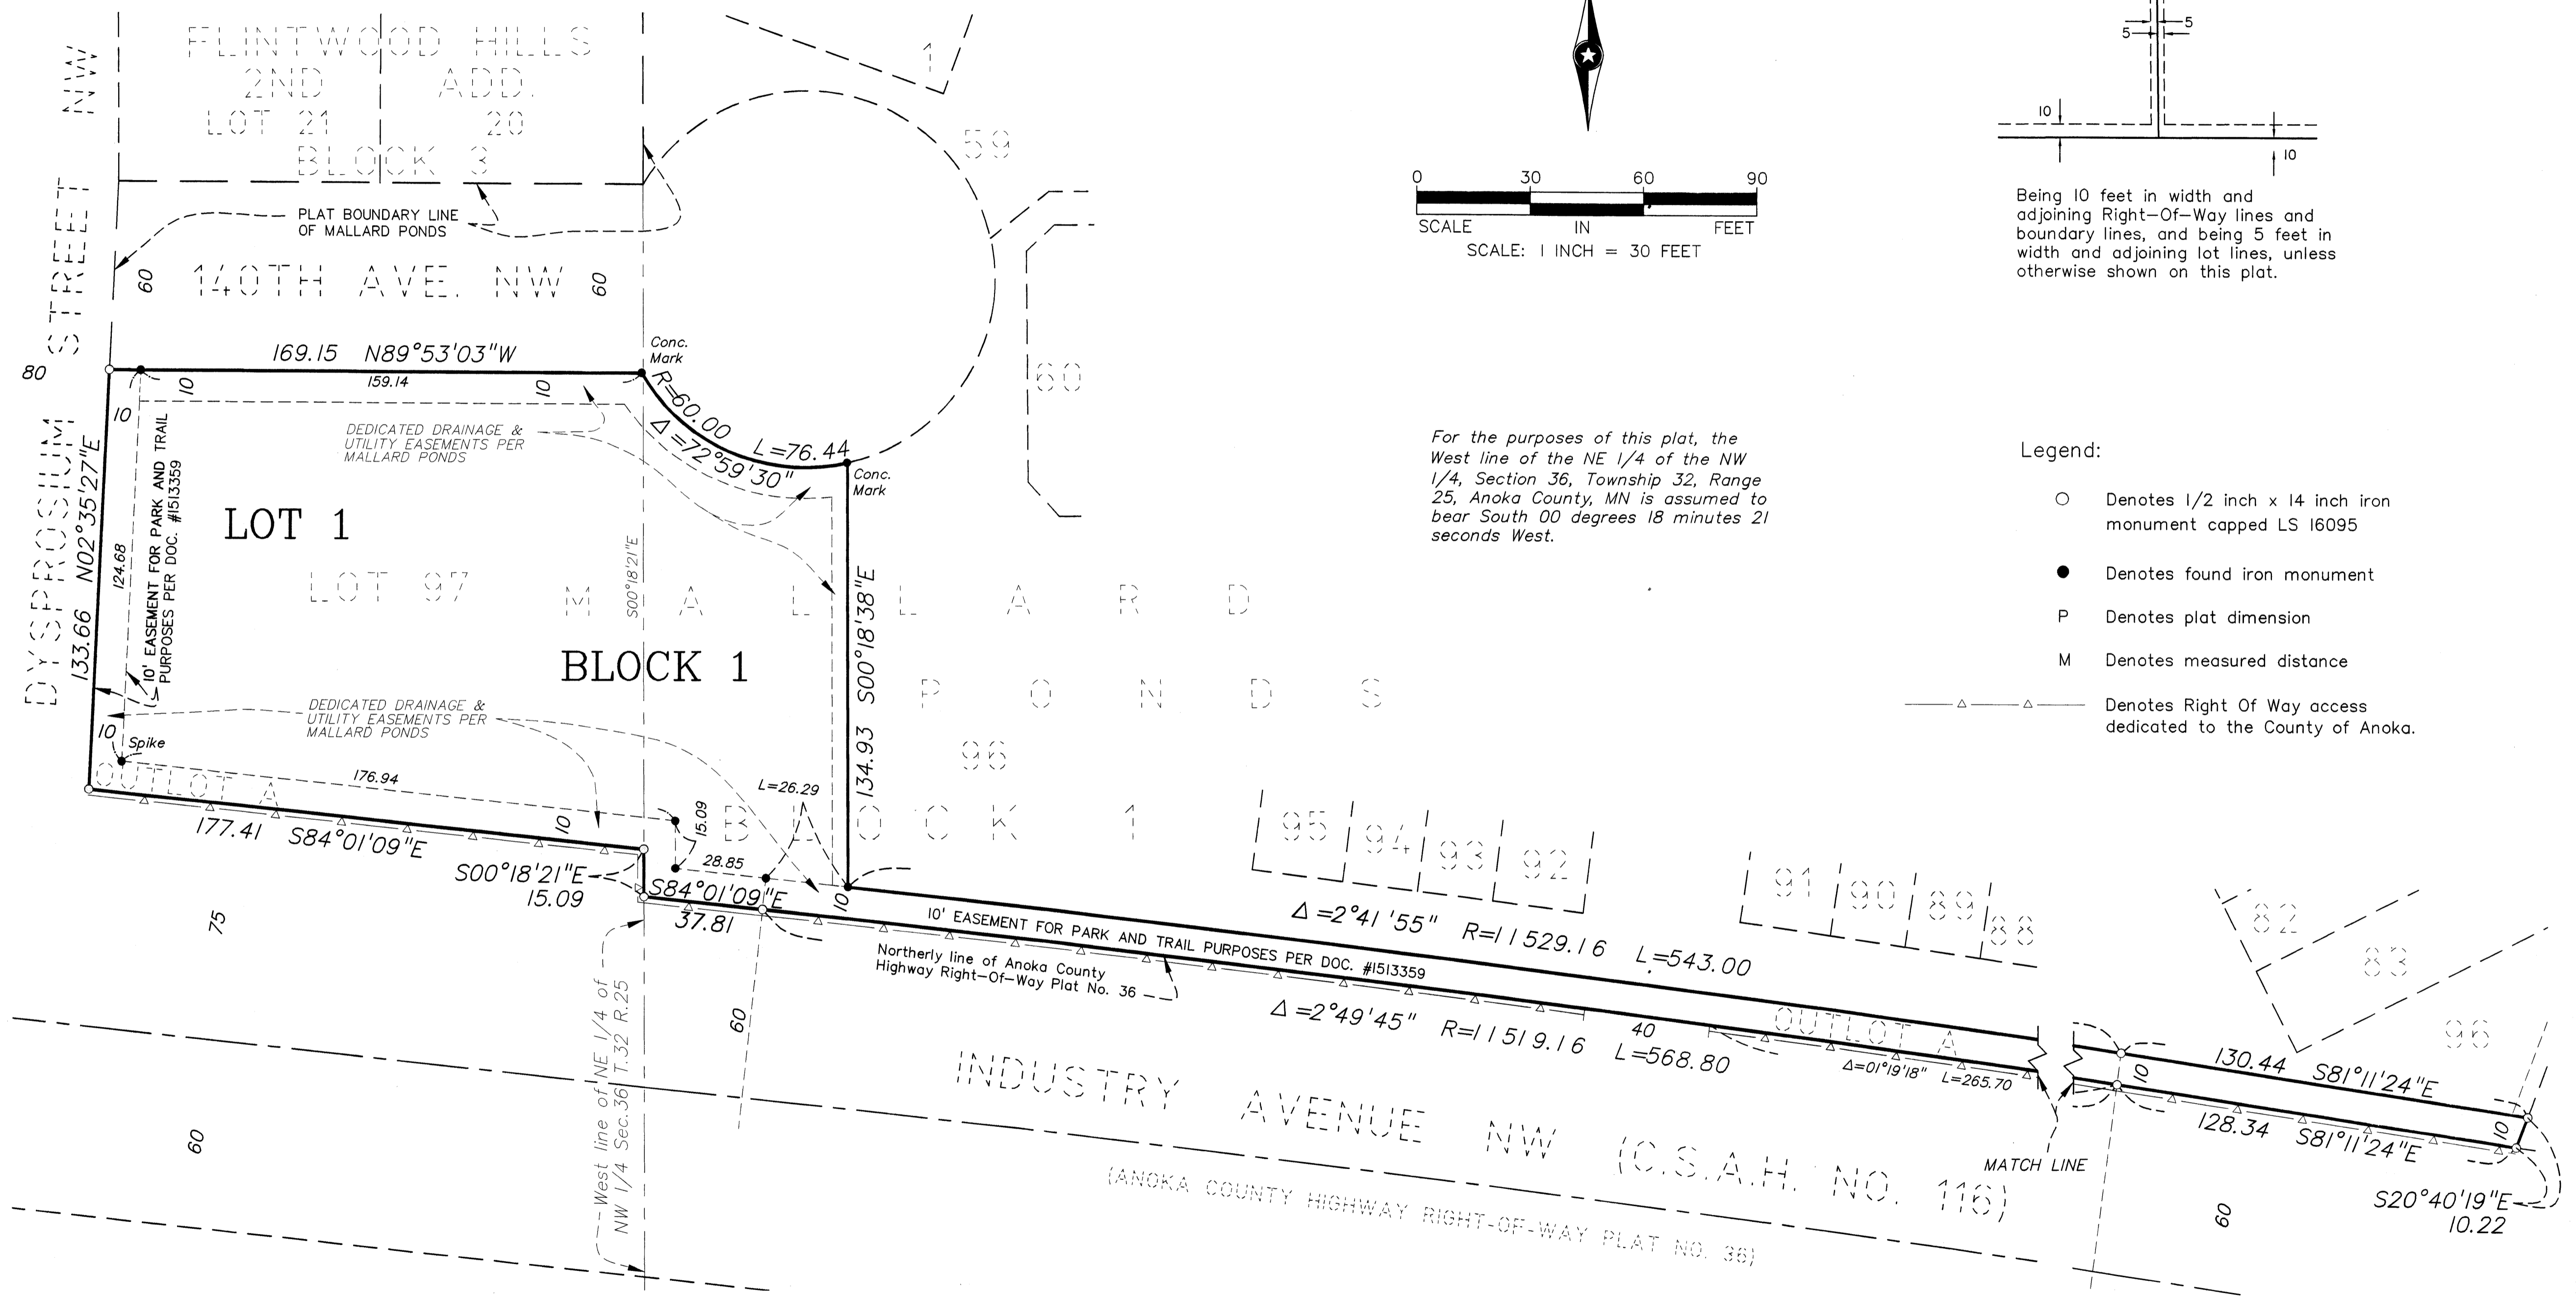 FLINTWOOD HILLS
2ND ADD.
LOT 21 20
BLOCK 3
DYSPROSIUM STREET NW
80
PLAT BOUNDARY LINE
OF MALLARD PONDS
60 140TH AVE. NW 60
1
59
60
169.15 N89°53'03"W
159.14
10
10
Conc.
Mark
R=60.00
Δ=72°59'30"
L=76.44
Conc.
Mark
DEDICATED DRAINAGE &
UTILITY EASEMENTS PER
MALLARD PONDS
10
133.66 N02°35'27"E
124.68
10' EASEMENT FOR PARK AND TRAIL
PURPOSES PER DOC. #1513359
LOT 1
LOT 97
S00°18'21"E
MALLARD
PONDS
BLOCK 1
BLOCK 1
S00°18'38"E
134.93
96
DEDICATED DRAINAGE &
UTILITY EASEMENTS PER
MALLARD PONDS
10
Spike
OUTLOT A
176.94
10
177.41 S84°01'09"E
15.09
L=26.29
28.85
S00°18'21"E
15.09
S84°01'09"E
37.81
10
75
60
60
West line of NE 1/4 of
NW 1/4 Sec.36 T.32 R.25
10' EASEMENT FOR PARK AND TRAIL PURPOSES PER DOC. #1513359
Northerly line of Anoka County
Highway Right-Of-Way Plat No. 36
Δ=2°41'55" R=11529.16 L=543.00
Δ=2°49'45" R=11519.16 L=568.80
40
OUTLOT A
Δ=01°19'18" L=265.70
95
94
93
92
91
90
89
88
82
83
96
10
130.44 S81°11'24"E
128.34 S81°11'24"E
10
S20°40'19"E
10.22
MATCH LINE
60
INDUSTRY AVENUE NW (C.S.A.H. NO. 116)
(ANOKA COUNTY HIGHWAY RIGHT-OF-WAY PLAT NO. 36)
0 30 60 90
SCALE IN FEET
SCALE: 1 INCH = 30 FEET
For the purposes of this plat, the
West line of the NE 1/4 of the NW
1/4, Section 36, Township 32, Range
25, Anoka County, MN is assumed to
bear South 00 degrees 18 minutes 21
seconds West.
5
5
10
10
Being 10 feet in width and
adjoining Right-Of-Way lines and
boundary lines, and being 5 feet in
width and adjoining lot lines, unless
otherwise shown on this plat.
Legend:
Denotes 1/2 inch x 14 inch iron
monument capped LS 16095
Denotes found iron monument
P Denotes plat dimension
M Denotes measured distance
Denotes Right Of Way access
dedicated to the County of Anoka.